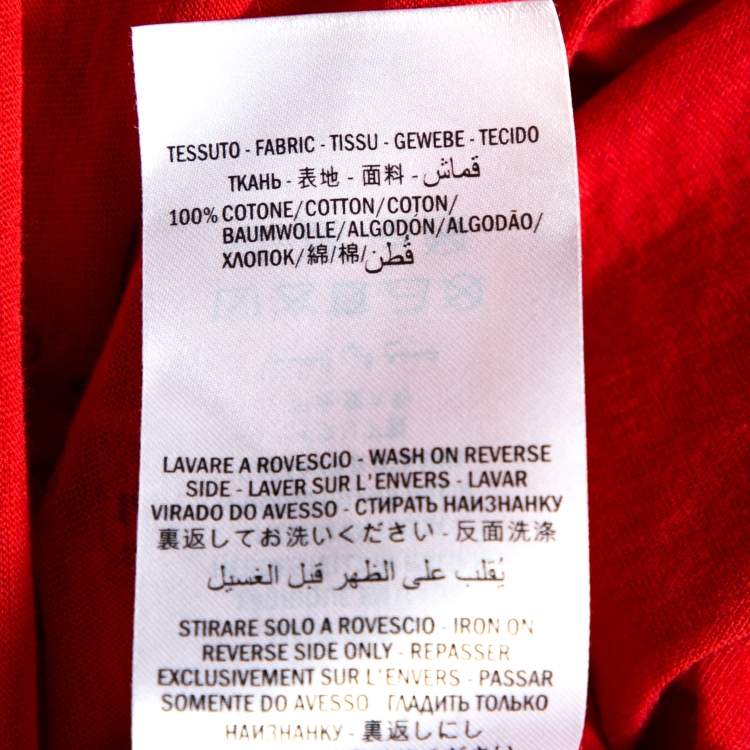 TESSUTO - FABRIC - TISSU - GEWEBE - TECIDO
ТКАНЬ - 表地 - 面料 - قماش
100% COTONE/COTTON/COTON/
BAUMWOLLE/ALGODÓN/ALGODÃO/
ХЛОПОК/綿/棉/قُطن
LAVARE A ROVESCIO - WASH ON REVERSE
SIDE - LAVER SUR L'ENVERS - LAVAR
VIRADO DO AVESSO - СТИРАТЬ НАИЗНАНКУ
裏返してお洗いください - 反面洗涤
يُقلب على الظهر قبل الغسيل
STIRARE SOLO A ROVESCIO - IRON ON
REVERSE SIDE ONLY - REPASSER
EXCLUSIVEMENT SUR L'ENVERS - PASSAR
SOMENTE DO AVESSO - ГЛАДИТЬ ТОЛЬКО
НАИЗНАНКУ - 裏返しにし